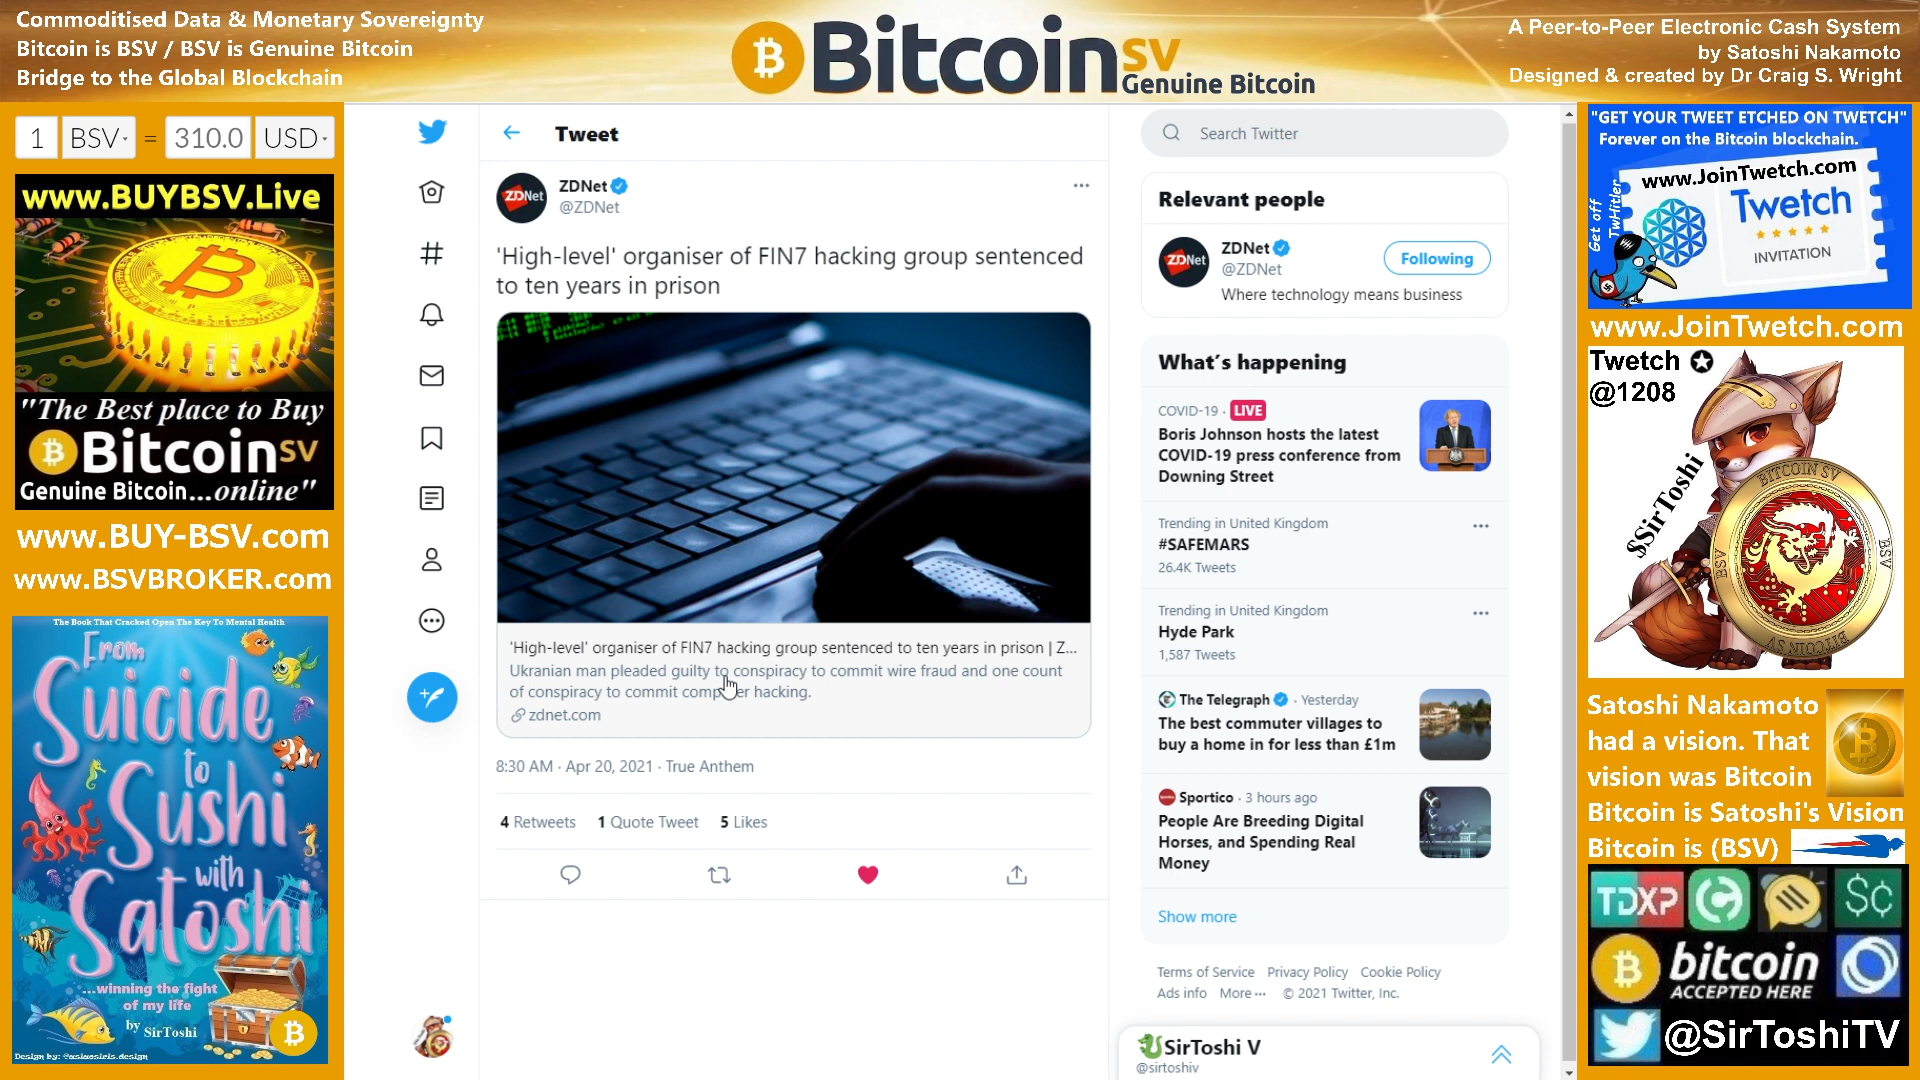 Commoditised Data & Monetary Sovereignty
Bitcoin is BSV / BSV is Genuine Bitcoin
Bridge to the Global Blockchain
BitcoinSV
Genuine Bitcoin
A Peer-to-Peer Electronic Cash System
by Satoshi Nakamoto
Designed & created by Dr Craig S. Wright
1 BSV = 310.0 USD
www.BUYBSV.Live
"The Best place to Buy
BitcoinSV
Genuine Bitcoin...online"
www.BUY-BSV.com
www.BSVBROKER.com
The Book That Cracked Open The Key To Mental Health
From
Suicide
to
Sushi
with
Satoshi
...winning the fight
of my life
by SirToshi
Tweet
ZDNet
ZDNet
@ZDNet
'High-level' organiser of FIN7 hacking group sentenced
to ten years in prison
'High-level' organiser of FIN7 hacking group sentenced to ten years in prison | Z...
Ukranian man pleaded guilty to conspiracy to commit wire fraud and one count
of conspiracy to commit computer hacking.
zdnet.com
8:30 AM · Apr 20, 2021 · True Anthem
4 Retweets 1 Quote Tweet 5 Likes
Search Twitter
Relevant people
ZDNet
ZDNet
@ZDNet
Following
Where technology means business
What's happening
COVID-19 · LIVE
Boris Johnson hosts the latest
COVID-19 press conference from
Downing Street
Trending in United Kingdom
#SAFEMARS
26.4K Tweets
Trending in United Kingdom
Hyde Park
1,587 Tweets
The Telegraph · Yesterday
The best commuter villages to
buy a home in for less than £1m
Sportico · 3 hours ago
People Are Breeding Digital
Horses, and Spending Real
Money
Show more
Terms of Service Privacy Policy Cookie Policy
Ads info More ··· © 2021 Twitter, Inc.
SirToshi V
@sirtoshiv
"GET YOUR TWEET ETCHED ON TWETCH"
Forever on the Bitcoin blockchain.
www.JoinTwetch.com
Get off
TwHitler
Twetch
INVITATION
www.JoinTwetch.com
Twetch
@1208
$SirToshi
BITCOIN SV
BSV
BSV
BITCOIN SV
Satoshi Nakamoto
had a vision. That
vision was Bitcoin
Bitcoin is Satoshi's Vision
Bitcoin is (BSV)
TDXP
$C
bitcoin
ACCEPTED HERE
@SirToshiTV